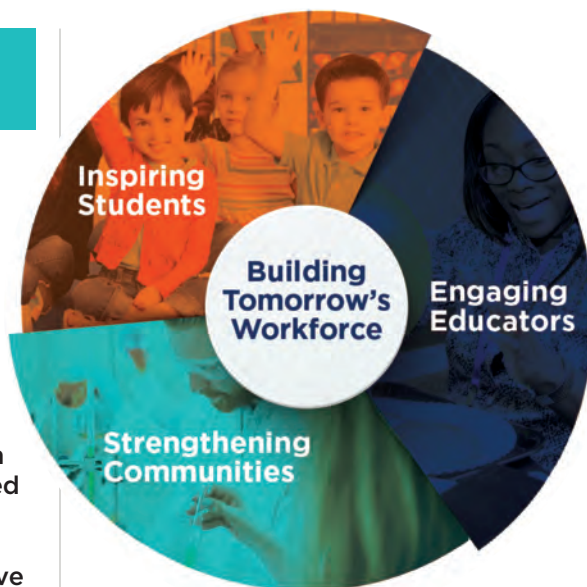 Inspiring
Students
Building
Tomorrow's
Workforce
Engaging
Educators
Strengthening
Communities